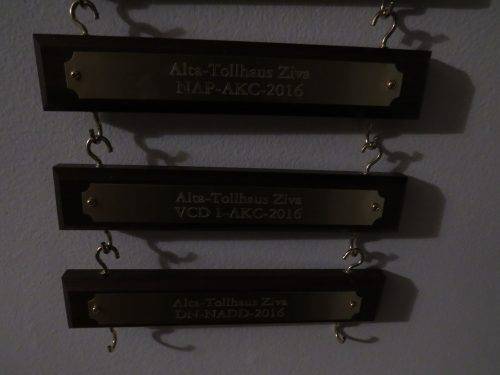 Alta-Tollhaus Ziva
NAP-AKC-2016
Alta-Tollhaus Ziva
VCD 1-AKC-2016
Alta-Tollhaus Ziva
DN-NADD-2016